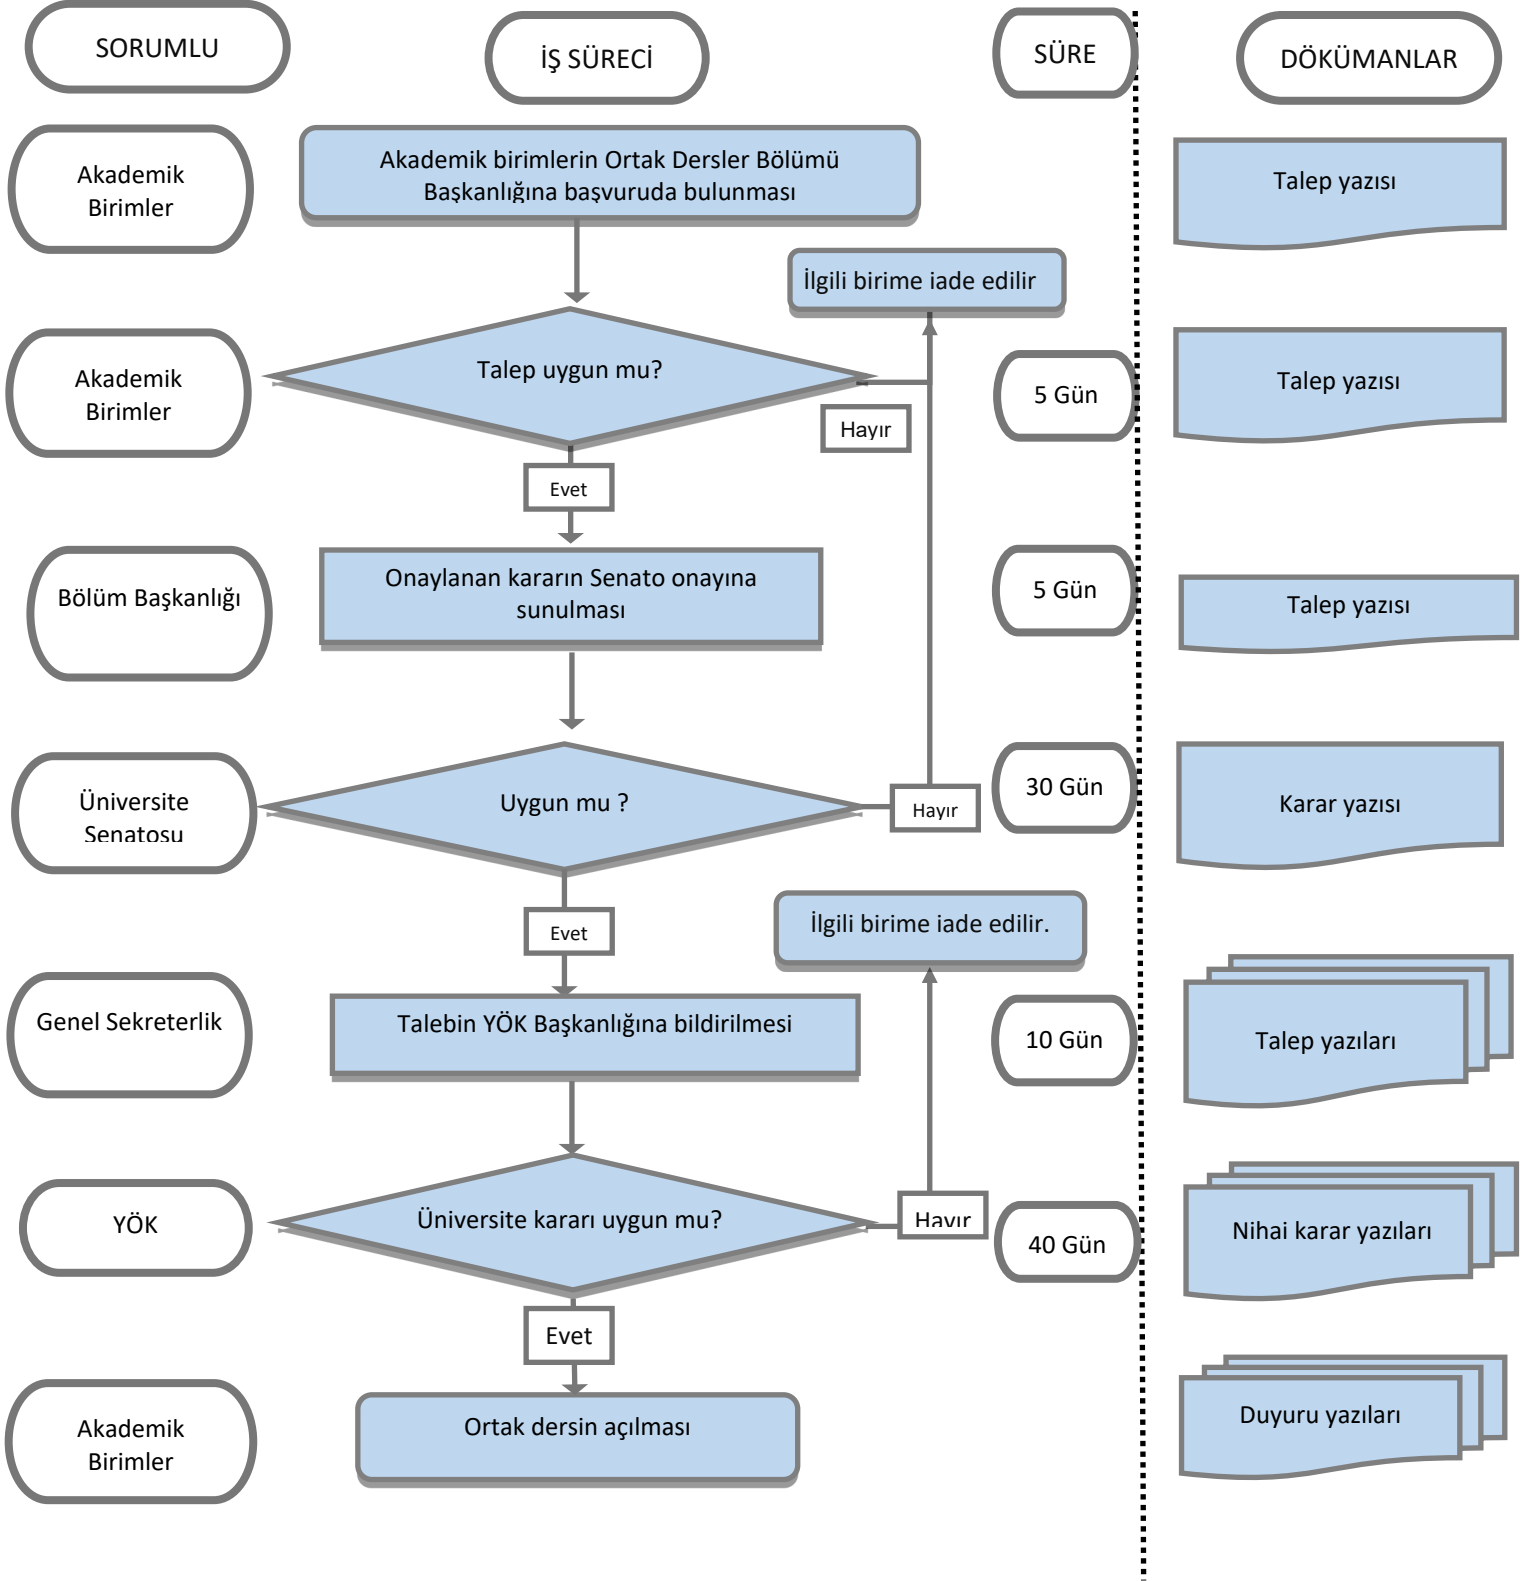 SORUMLU
İŞ SÜRECİ
SÜRE
DÖKÜMANLAR
Akademik
Birimler
Akademik birimlerin Ortak Dersler Bölümü
Başkanlığına başvuruda bulunması
Talep yazısı
İlgili birime iade edilir
Akademik
Birimler
Talep uygun mu?
Hayır
5 Gün
Talep yazısı
Evet
Bölüm Başkanlığı
Onaylanan kararın Senato onayına
sunulması
5 Gün
Talep yazısı
Üniversite
Senatosu
Uygun mu ?
Hayır
30 Gün
Karar yazısı
Evet
İlgili birime iade edilir.
Genel Sekreterlik
Talebin YÖK Başkanlığına bildirilmesi
10 Gün
Talep yazıları
YÖK
Üniversite kararı uygun mu?
Hayır
40 Gün
Nihai karar yazıları
Evet
Akademik
Birimler
Ortak dersin açılması
Duyuru yazıları